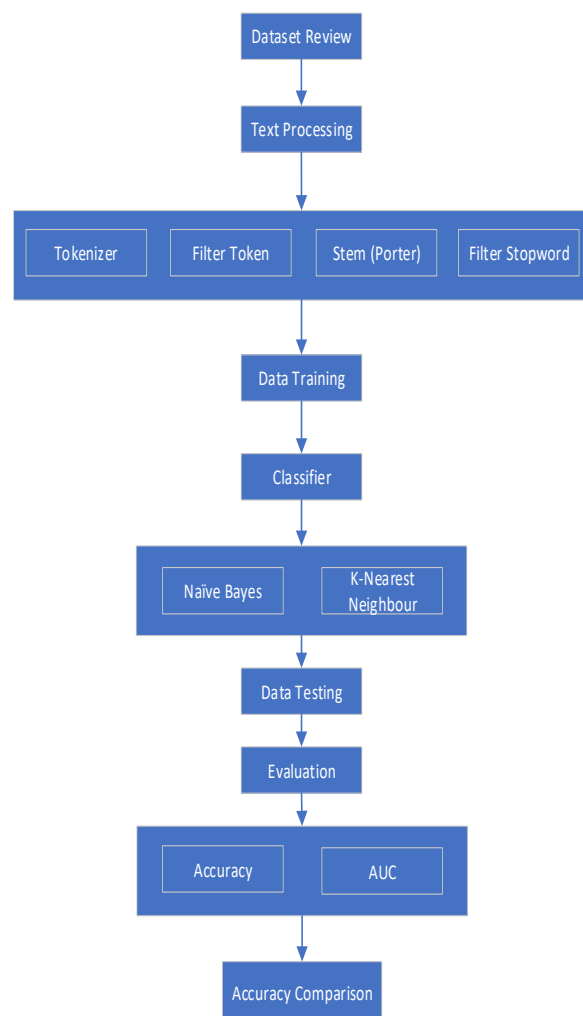 Dataset Review
Text Processing
Tokenizer
Filter Token
Stem (Porter)
Filter Stopword
Data Training
Classifier
Naïve Bayes
K-Nearest
Neighbour
Data Testing
Evaluation
Accuracy
AUC
Accuracy Comparison